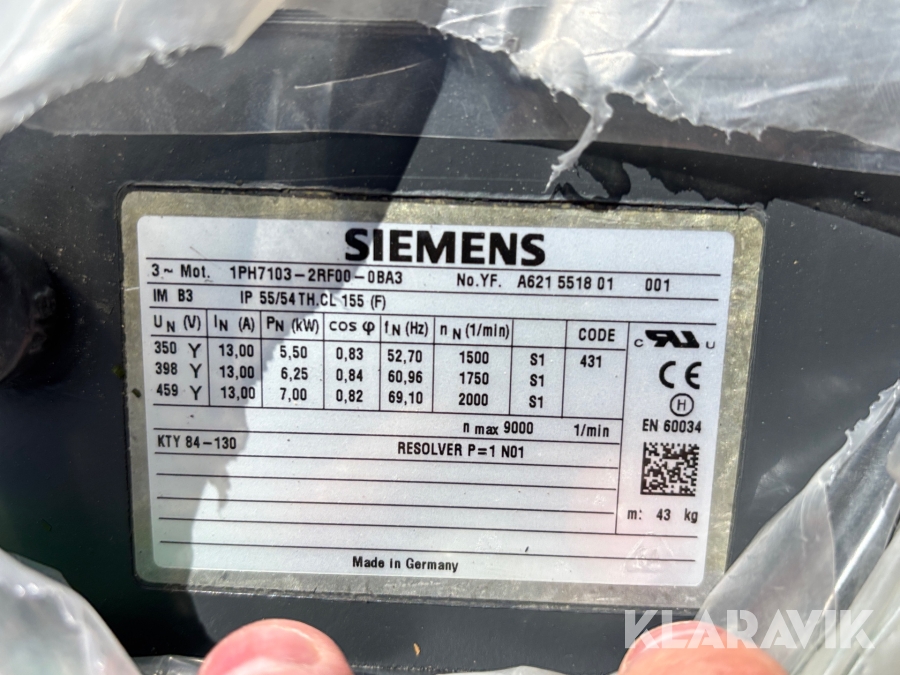 SIEMENS
3~ Mot. 1PH7103-2RF00-0BA3 No.YF. A621 5518 01 001
IM B3 IP 55/54 TH.CL 155 (F)
UN (V) IN (A) PN (kW) cos φ fN (Hz) nN (1/min) CODE
350 Y 13,00 5,50 0,83 52,70 1500 S1 431
398 Y 13,00 6,25 0,84 60,96 1750 S1
459 Y 13,00 7,00 0,82 69,10 2000 S1
c RU US
CE
H
EN 60034
n max 9000 1/min
KTY 84-130 RESOLVER P=1 N01
m: 43 kg
Made in Germany
KLARAVIK